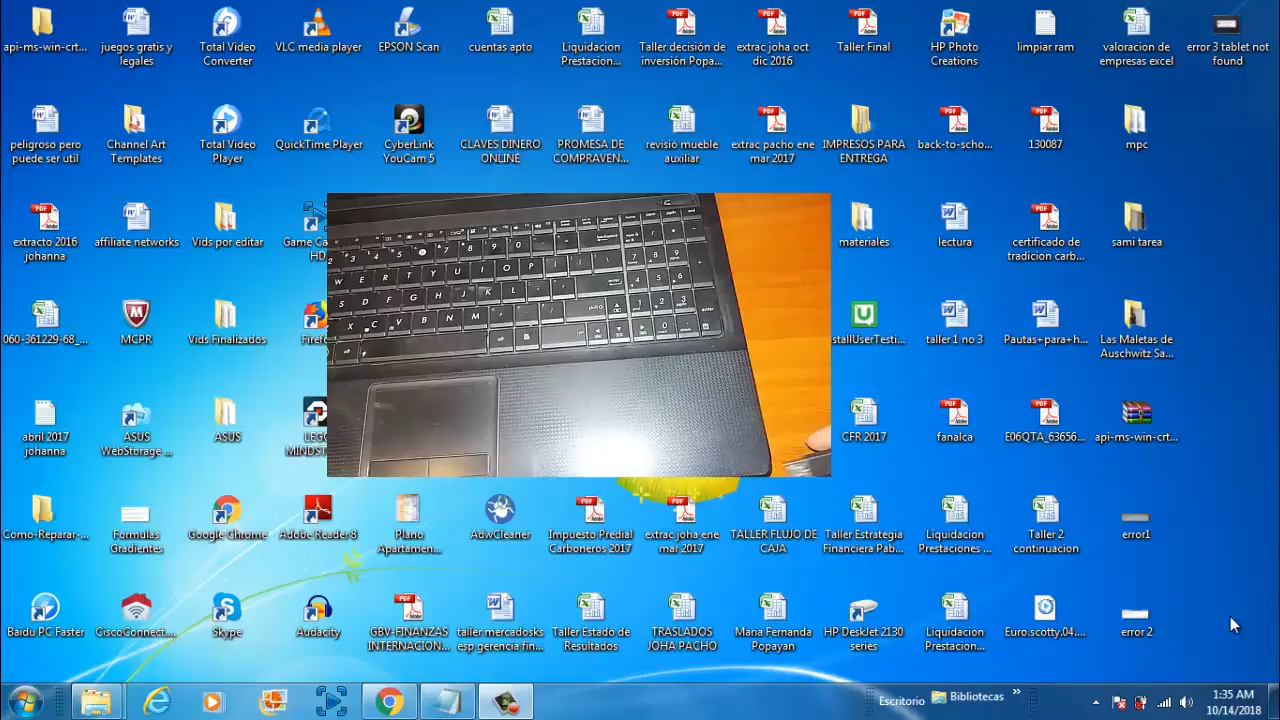 api-ms-win-crt...
juegos gratis y
legales
Total Video
Converter
VLC media player
EPSON Scan
cuentas apto
Liquidacion
Prestacion...
Taller decisión de
inversión Popa...
extrac joha oct
dic 2016
Taller Final
HP Photo
Creations
limpiar ram
valoracion de
empresas excel
error 3 tablet not
found
peligroso pero
puede ser util
Channel Art
Templates
Total Video
Player
QuickTime Player
CyberLink
YouCam 5
CLAVES DINERO
ONLINE
PROMESA DE
COMPRAVEN...
revisió mueble
auxiliar
extrac pacho ene
mar 2017
IMPRESOS PARA
ENTREGA
back-to-scho...
130087
mpc
extracto 2016
johanna
affiliate networks
Vids por editar
Game Ca
HD
materiales
lectura
certificado de
tradicion carb...
sami tarea
060-361229-68_...
MCPR
Vids Finalizados
Firef
stallUserTesti...
taller 1 no 3
Pautas+para+h...
Las Maletas de
Auschwitz Sa...
abril 2017
johanna
ASUS
WebStorage ...
ASUS
LEGO
MINDST
CFR 2017
fanalca
E06QTA_63656...
api-ms-win-crt...
Como-Reparar-...
Formulas
Gradientes
Google Chrome
Adobe Reader 8
Plano
Apartamen...
AdwCleaner
Impuesto Predial
Carboneros 2017
extrac joha ene
mar 2017
TALLER FLUJO DE
CAJA
Taller Estrategia
Financiera Pab...
Liquidacion
Prestaciones ...
Taller 2
continuacion
error1
Baidu PC Faster
CiscoConnect....
Skype
Audacity
GBV-FINANZAS
INTERNACION...
taller mercadosks
esp gerencia fin...
Taller Estado de
Resultados
TRASLADOS
JOHA PACHO
Maria Fernanda
Popayan
HP DeskJet 2130
series
Liquidacion
Prestacion...
Euro.scotty.04....
error 2
Escritorio
Bibliotecas
1:35 AM
10/14/2018